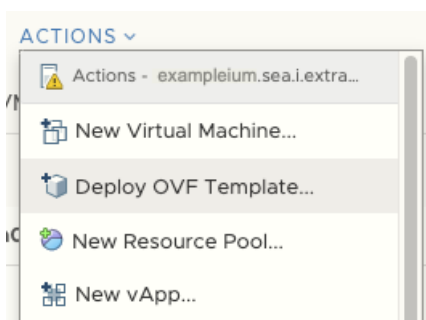 ACTIONS
Actions - exampleium.sea.i.extra...
New Virtual Machine...
Deploy OVF Template...
New Resource Pool...
New vApp...